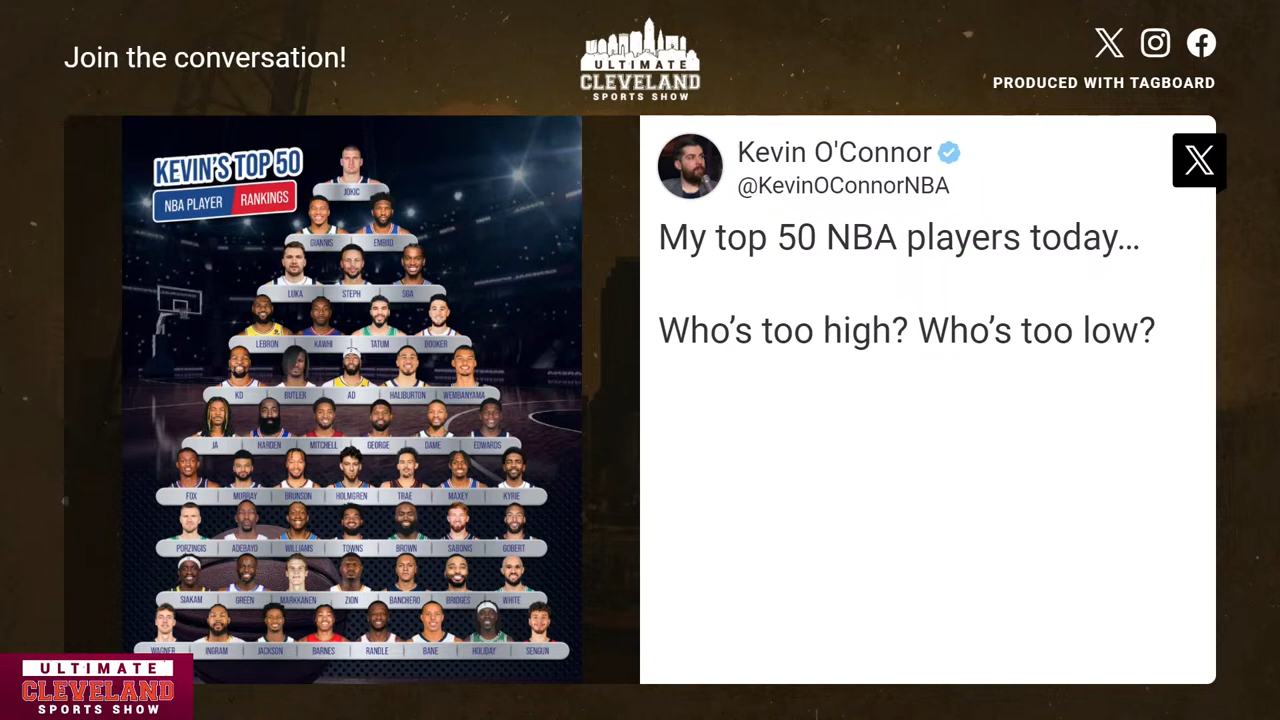 Join the conversation!
ULTIMATE
CLEVELAND
SPORTS SHOW
PRODUCED WITH TAGBOARD
KEVIN'S TOP 50
NBA PLAYER RANKINGS
JOKIC
GIANNIS EMBIID
LUKA STEPH SGA
LEBRON KAWHI TATUM BOOKER
KD BUTLER AD HALIBURTON WEMBANYAMA
JA HARDEN MITCHELL GEORGE DAME EDWARDS
FOX MURRAY BRUNSON HOLMGREN TRAE MAXEY KYRIE
PORZINGIS ADEBAYO WILLIAMS TOWNS BROWN SABONIS GOBERT
SIAKAM GREEN MARKKANEN ZION BANCHERO BRIDGES WHITE
WAGNER INGRAM JACKSON BARNES RANDLE BANE HOLIDAY SENGUN
Kevin O'Connor
@KevinOConnorNBA
My top 50 NBA players today...
Who's too high? Who's too low?
ULTIMATE
CLEVELAND
SPORTS SHOW